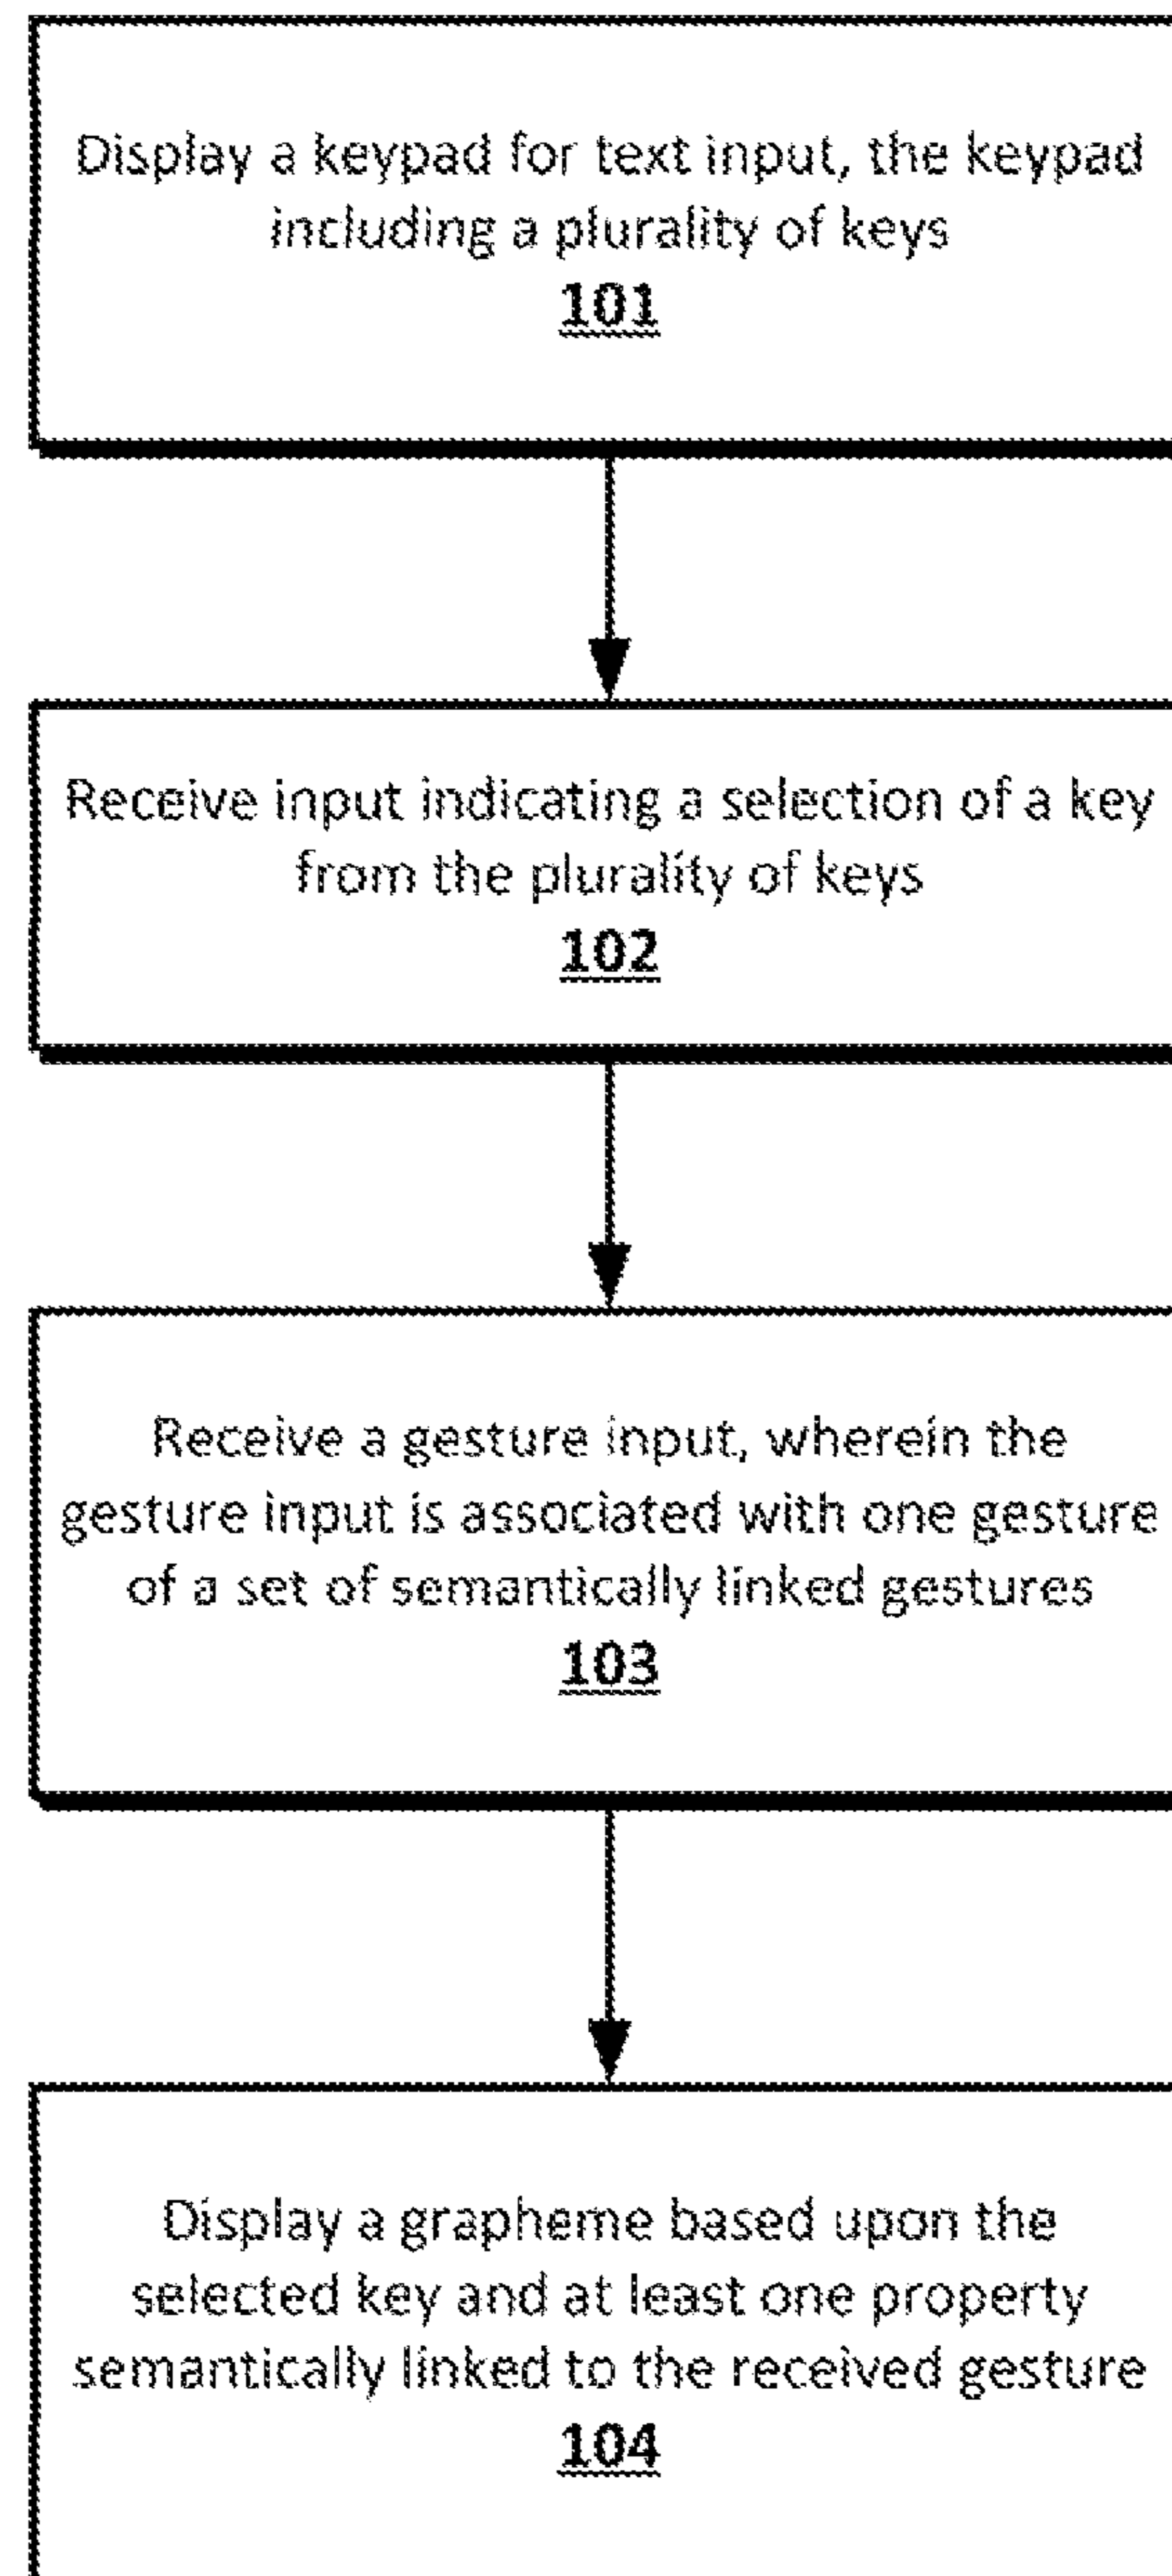 Display a keypad for text input, the keypad
including a plurality of keys
101
Receive input indicating a selection of a key
from the plurality of keys
102
Receive a gesture input, wherein the
gesture input is associated with one gesture
of a set of semantically linked gestures
103
Display a grapheme based upon the
selected key and at least one property
semantically linked to the received gesture
104